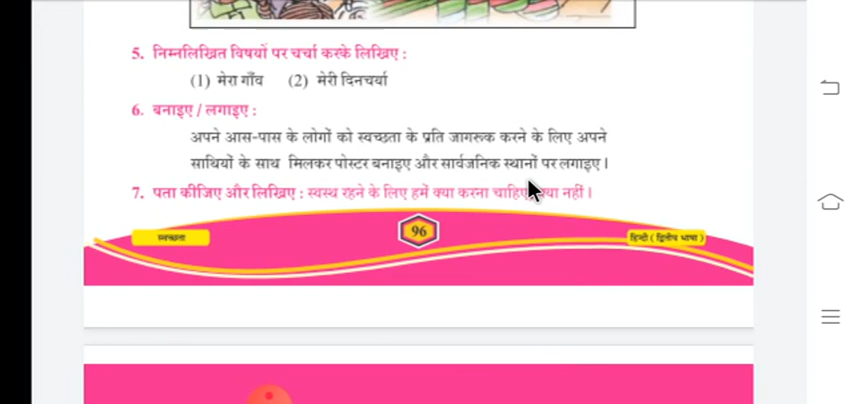 5. निम्नलिखित विषयों पर चर्चा करके लिखिए :
(1) मेरा गाँव (2) मेरी दिनचर्या
6. बनाइए / लगाइए :
अपने आस-पास के लोगों को स्वच्छता के प्रति जागरूक करने के लिए अपने
साथियों के साथ मिलकर पोस्टर बनाइए और सार्वजनिक स्थानों पर लगाइए।
7. पता कीजिए और लिखिए : स्वस्थ रहने के लिए हमें क्या करना चाहिए क्या नहीं।
स्वच्छता
96
हिन्दी ( द्वितीय भाषा )